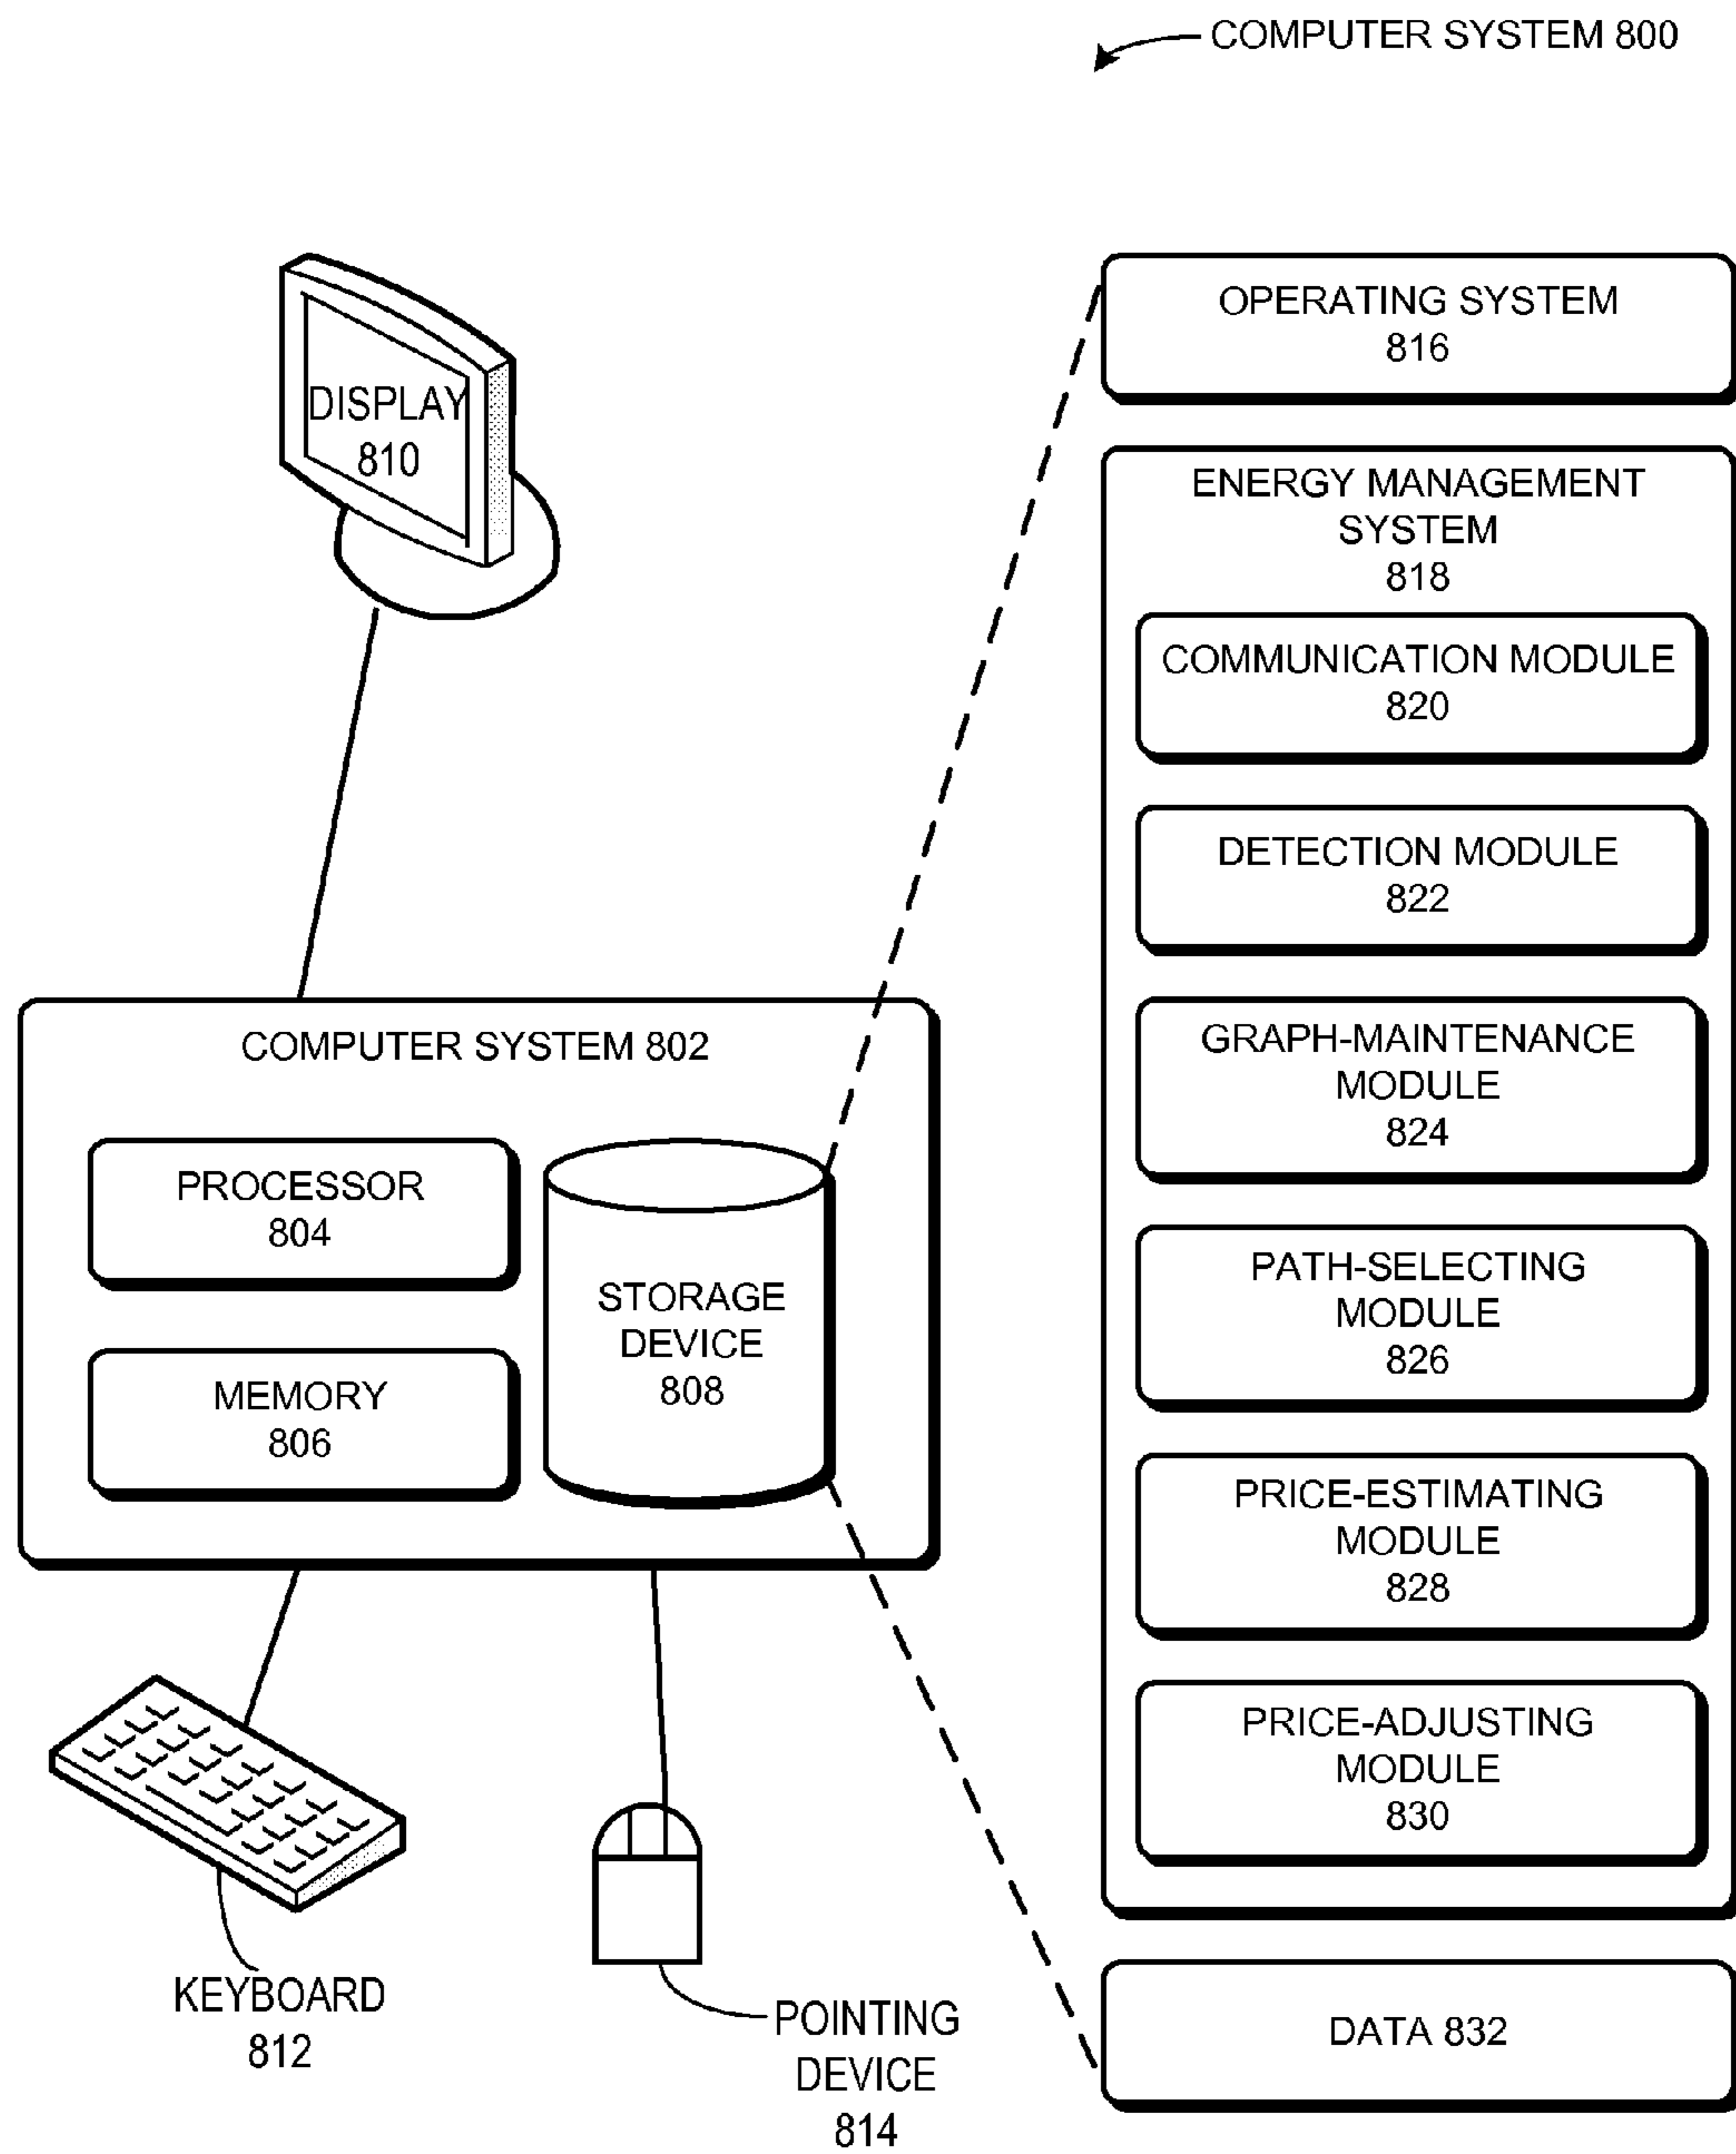 COMPUTER SYSTEM 800
DISPLAY
810
COMPUTER SYSTEM 802
PROCESSOR
804
MEMORY
806
STORAGE
DEVICE
808
KEYBOARD
812
POINTING
DEVICE
814
OPERATING SYSTEM
816
ENERGY MANAGEMENT
SYSTEM
818
COMMUNICATION MODULE
820
DETECTION MODULE
822
GRAPH-MAINTENANCE
MODULE
824
PATH-SELECTING
MODULE
826
PRICE-ESTIMATING
MODULE
828
PRICE-ADJUSTING
MODULE
830
DATA 832